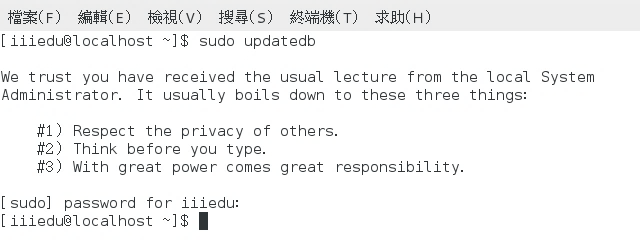 檔案(F) 編輯(E) 檢視(V) 搜尋(S) 終端機(T) 求助(H)
[iiiedu@localhost ~]$ sudo updatedb
We trust you have received the usual lecture from the local System
Administrator. It usually boils down to these three things:
#1) Respect the privacy of others.
#2) Think before you type.
#3) With great power comes great responsibility.
[sudo] password for iiiedu:
[iiiedu@localhost ~]$